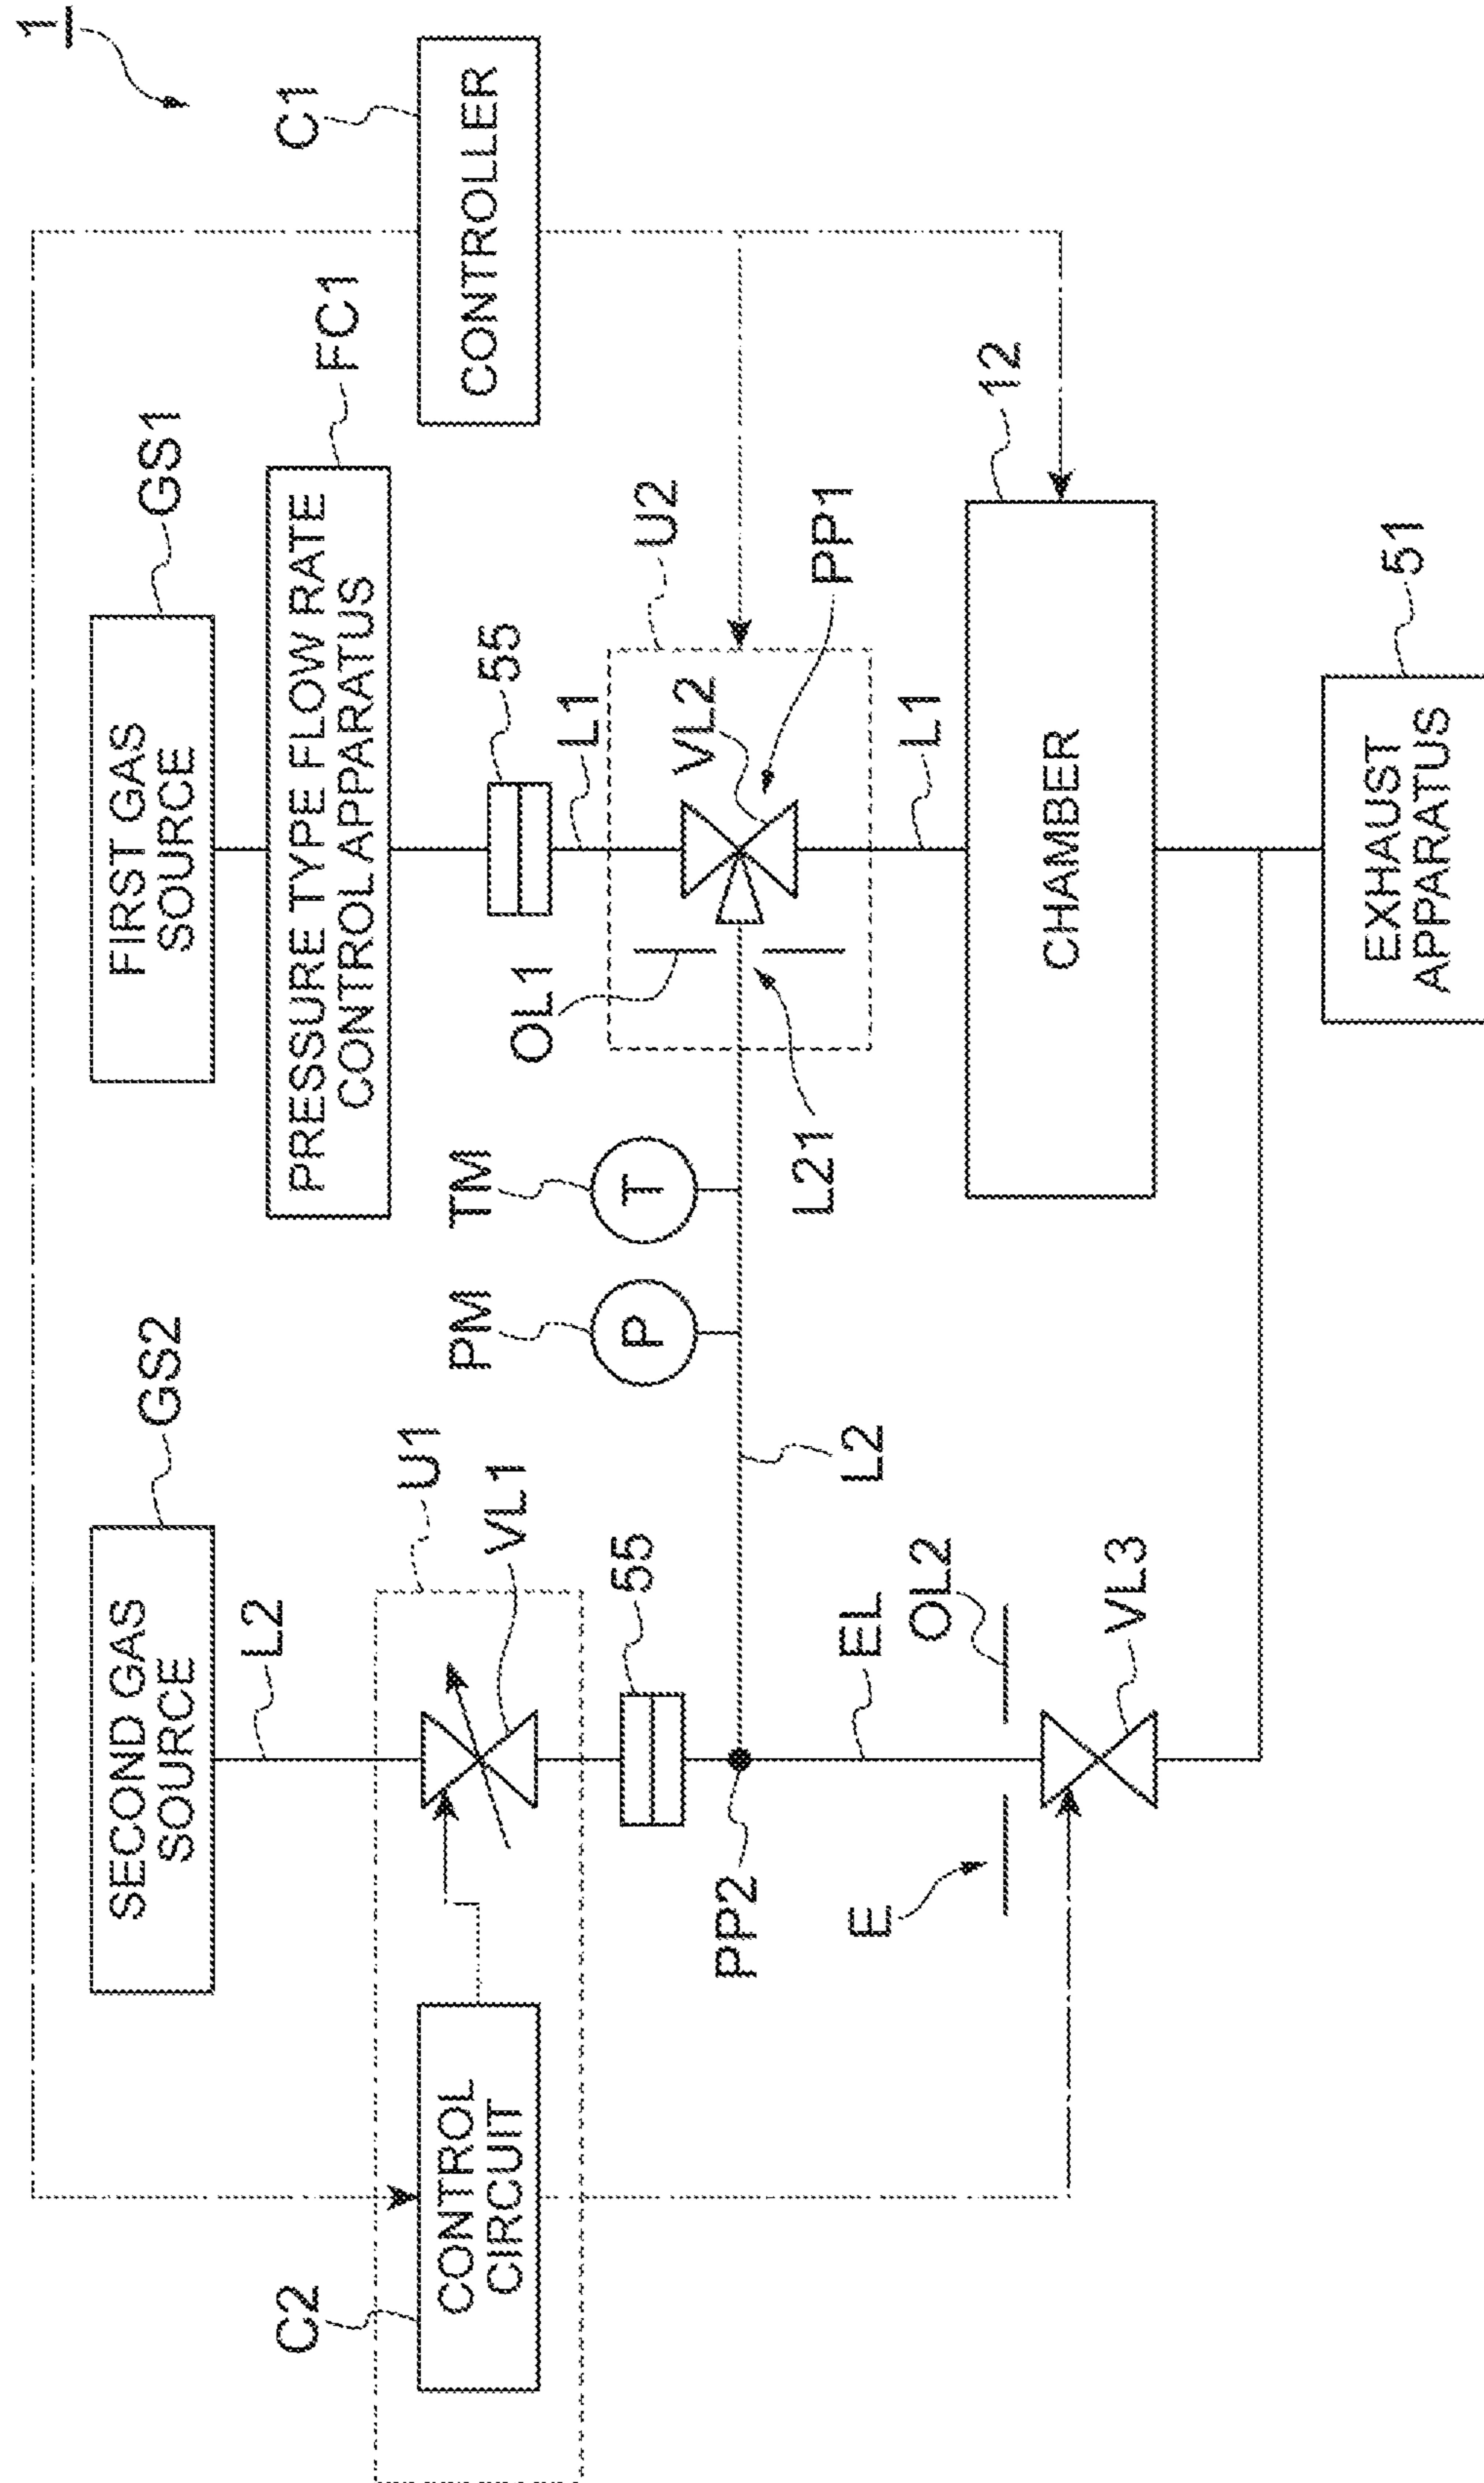 1
C1
CONTROLLER
GS1
FIRST GAS
SOURCE
FC1
PRESSURE TYPE FLOW RATE
CONTROL APPARATUS
55
L1
U2
VL2
PP1
OL1
L21
L1
12
CHAMBER
51
EXHAUST
APPARATUS
TM
T
PM
P
L2
GS2
SECOND GAS
SOURCE
L2
U1
VL1
55
PP2
EL
OL2
E
VL3
C2
CONTROL
CIRCUIT